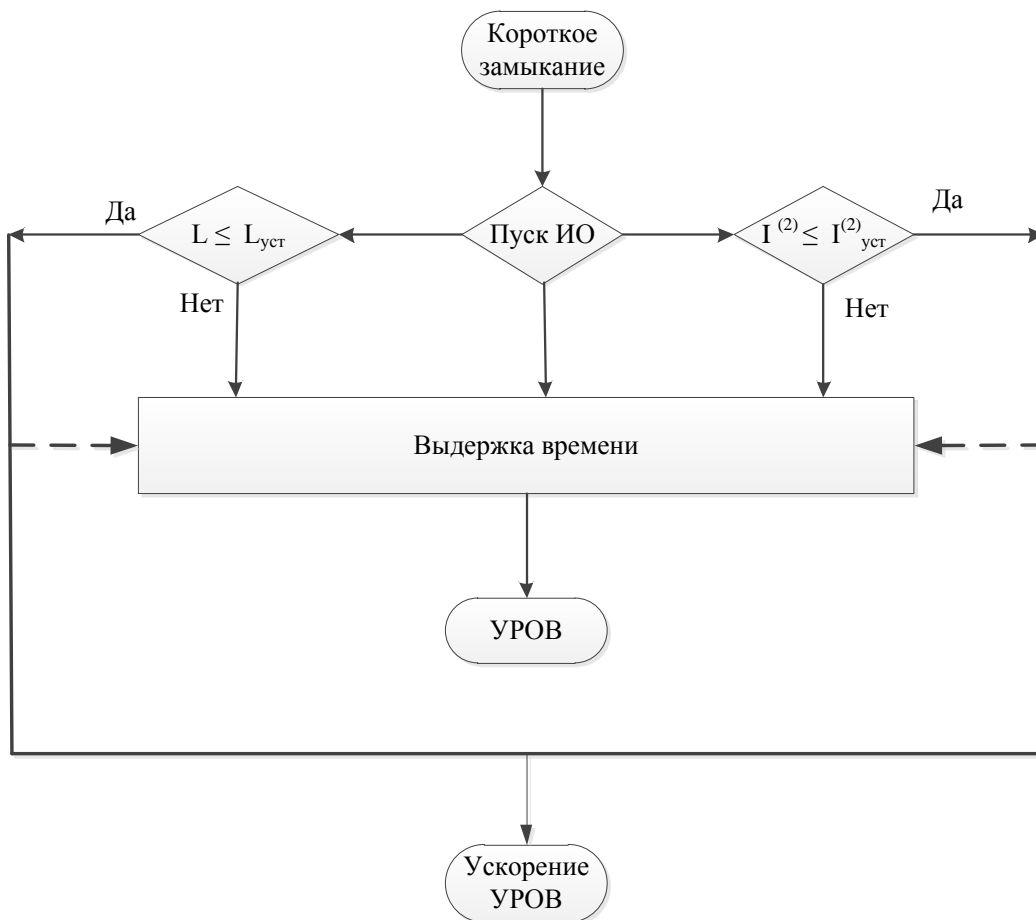 Короткое
замыкание
Да
L ≤ Lуст
Пуск ИО
I (2) ≤ I(2)уст
Да
Нет
Нет
Выдержка времени
УРОВ
Ускорение
УРОВ